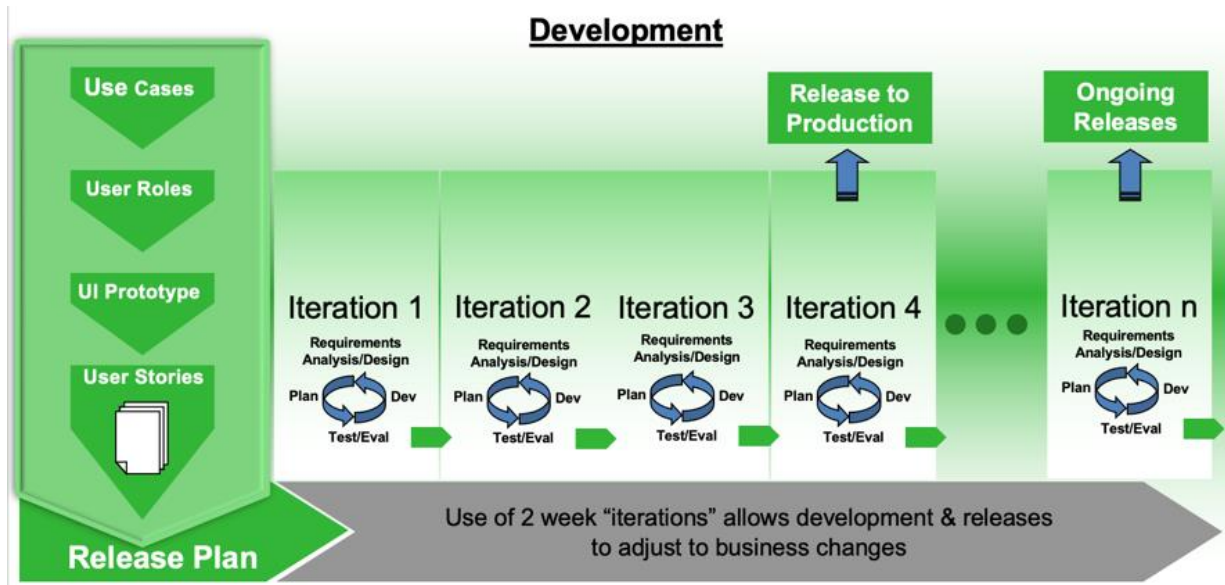 Development
Use Cases
User Roles
UI Prototype
User Stories
Release Plan
Release to
Production
Ongoing
Releases
Iteration 1
Requirements
Analysis/Design
Plan
Dev
Test/Eval
Iteration 2
Requirements
Analysis/Design
Plan
Dev
Test/Eval
Iteration 3
Requirements
Analysis/Design
Plan
Dev
Test/Eval
Iteration 4
Requirements
Analysis/Design
Plan
Dev
Test/Eval
Iteration n
Requirements
Analysis/Design
Plan
Dev
Test/Eval
Use of 2 week “iterations” allows development & releases
to adjust to business changes